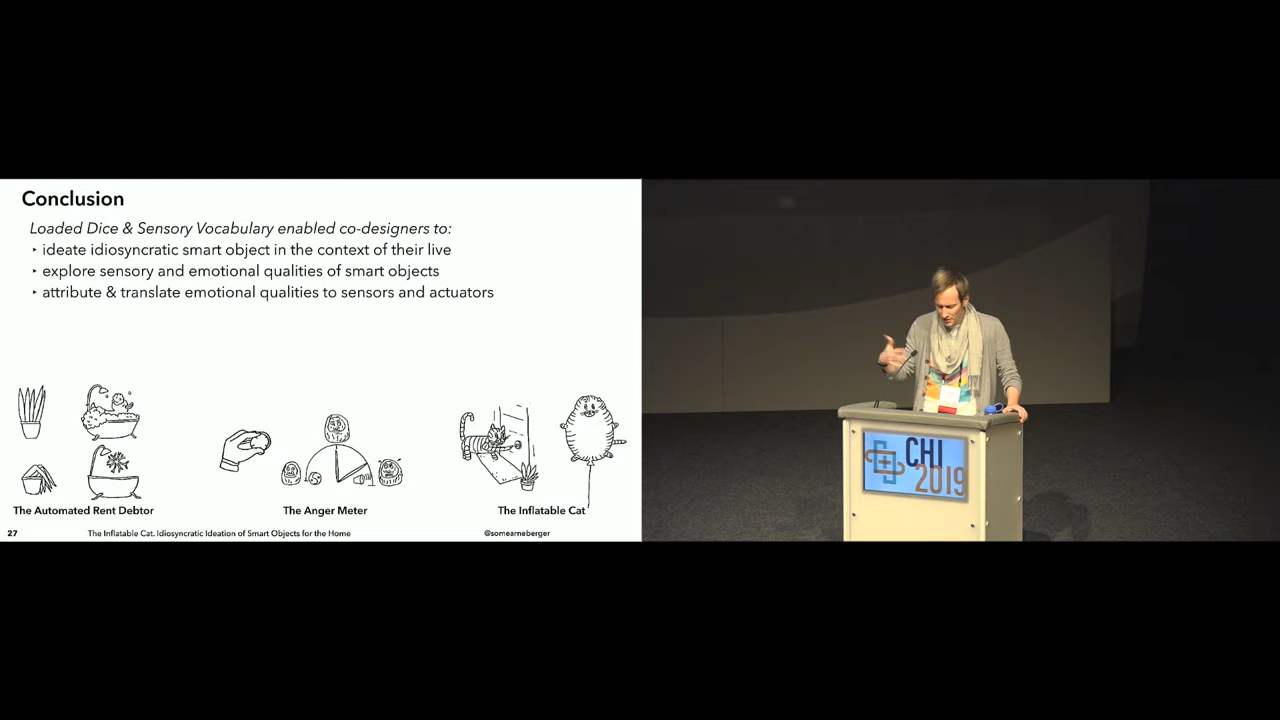 Conclusion
Loaded Dice & Sensory Vocabulary enabled co-designers to:
‣ ideate idiosyncratic smart object in the context of their live
‣ explore sensory and emotional qualities of smart objects
‣ attribute & translate emotional qualities to sensors and actuators
The Automated Rent Debtor
The Anger Meter
The Inflatable Cat
27
The Inflatable Cat. Idiosyncratic Ideation of Smart Objects for the Home
@somearneberger
CHI
2019